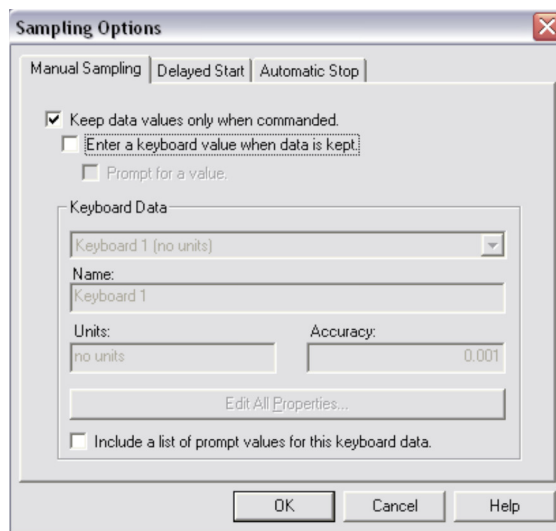 Sampling Options
Manual Sampling Delayed Start Automatic Stop
Keep data values only when commanded.
Enter a keyboard value when data is kept.
Prompt for a value.
Keyboard Data
Keyboard 1 (no units)
Name:
Keyboard 1
Units: Accuracy:
no units 0.001
Edit All Properties...
Include a list of prompt values for this keyboard data.
OK Cancel Help